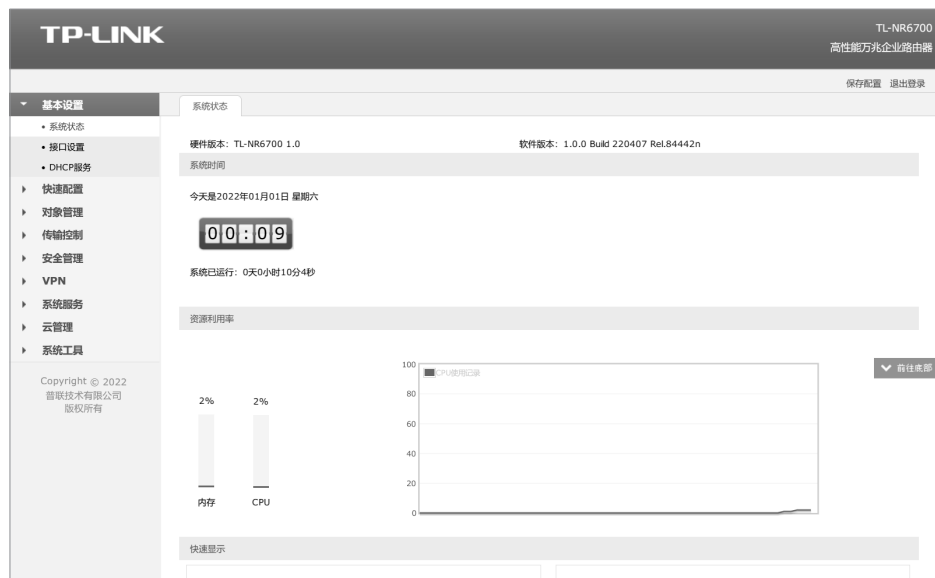 TP-LINK
TL-NR6700
高性能万兆企业路由器
保存配置 退出登录
基本设置
• 系统状态
• 接口设置
• DHCP服务
快速配置
对象管理
传输控制
安全管理
VPN
系统服务
云管理
系统工具
Copyright © 2022
普联技术有限公司
版权所有
系统状态
硬件版本: TL-NR6700 1.0 软件版本: 1.0.0 Build 220407 Rel.84442n
系统时间
今天是2022年01月01日 星期六
00:09
系统已运行: 0天0小时10分4秒
资源利用率
2% 2%
内存 CPU
CPU使用记录
100
80
60
40
20
0
前往底部
快速显示